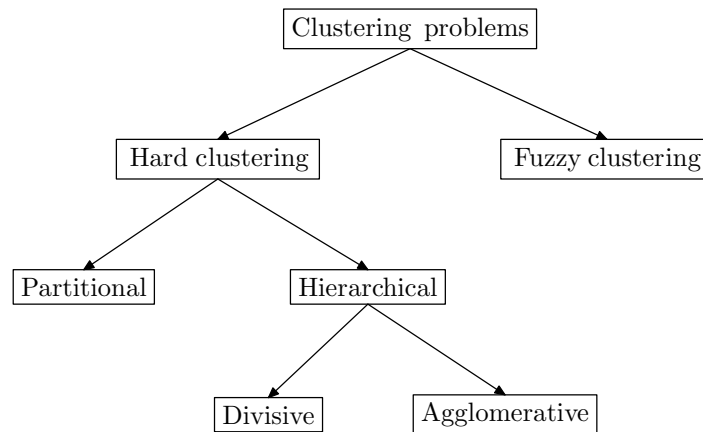 Clustering problems
Hard clustering
Fuzzy clustering
Partitional
Hierarchical
Divisive
Agglomerative